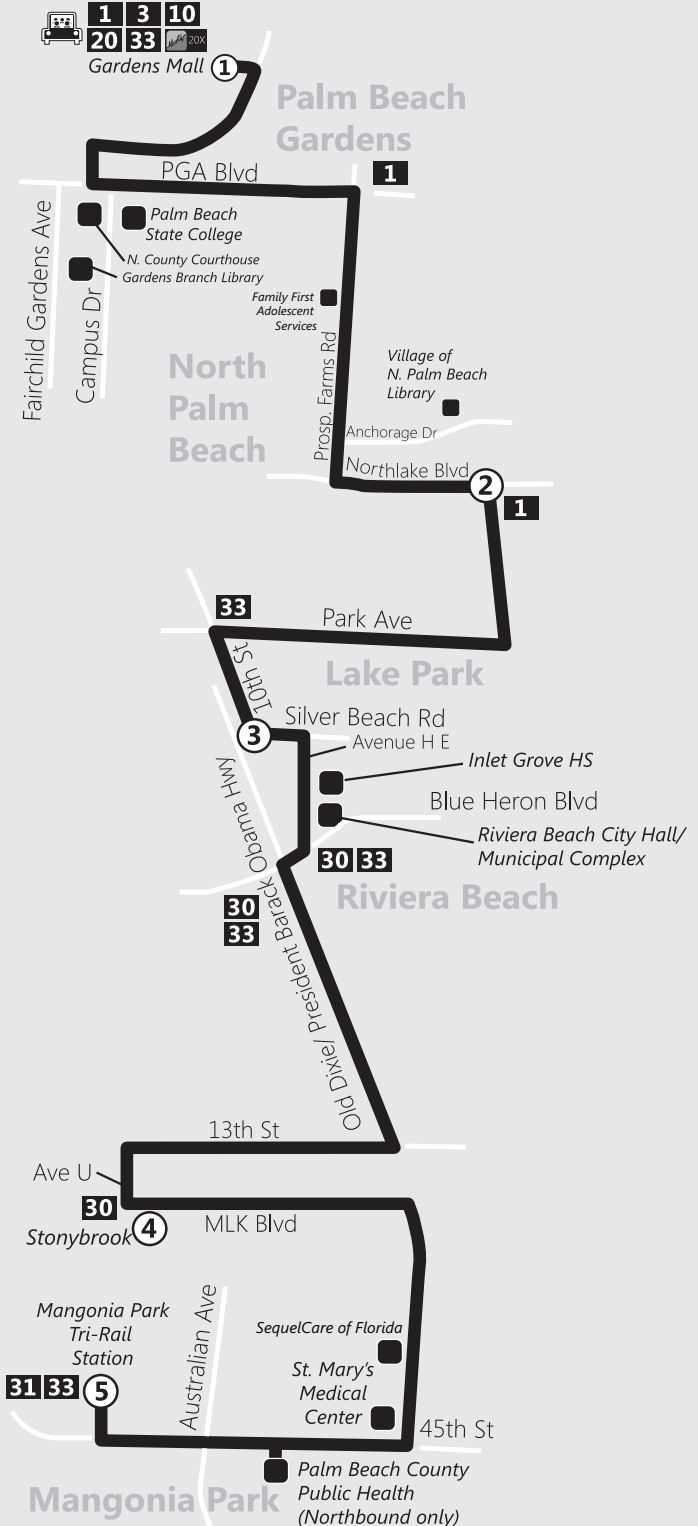 1 3 10
20 33 20X
Gardens Mall 1
Palm Beach
Gardens
PGA Blvd
1
Fairchild Gardens Ave
Campus Dr
Palm Beach
State College
N. County Courthouse
Gardens Branch Library
Family First
Adolescent
Services
Prosp. Farms Rd
North
Palm
Beach
Village of
N. Palm Beach
Library
Anchorage Dr
Northlake Blvd
2
1
33
Park Ave
Lake Park
10th St
3
Silver Beach Rd
Avenue H E
Inlet Grove HS
Blue Heron Blvd
Riviera Beach City Hall/
Municipal Complex
30 33
Riviera Beach
30
33
Old Dixie/ President Barack Obama Hwy
13th St
Ave U
30
Stonybrook 4
MLK Blvd
Mangonia Park
Tri-Rail
Station
31 33 5
Australian Ave
SequelCare of Florida
St. Mary's
Medical
Center
45th St
Palm Beach County
Public Health
(Northbound only)
Mangonia Park